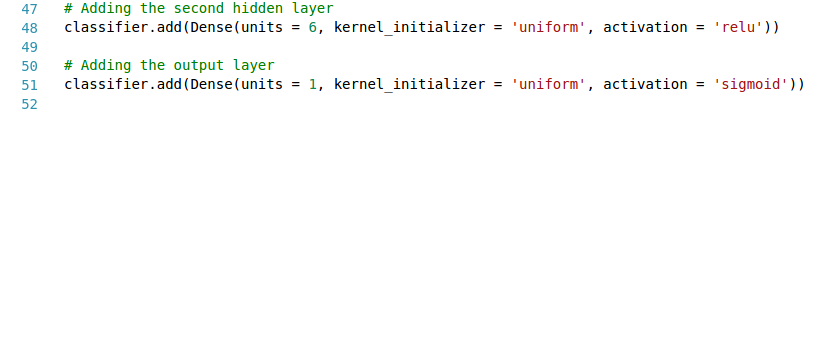 47 # Adding the second hidden layer
48 classifier.add(Dense(units = 6, kernel_initializer = 'uniform', activation = 'relu'))
49
50 # Adding the output layer
51 classifier.add(Dense(units = 1, kernel_initializer = 'uniform', activation = 'sigmoid'))
52